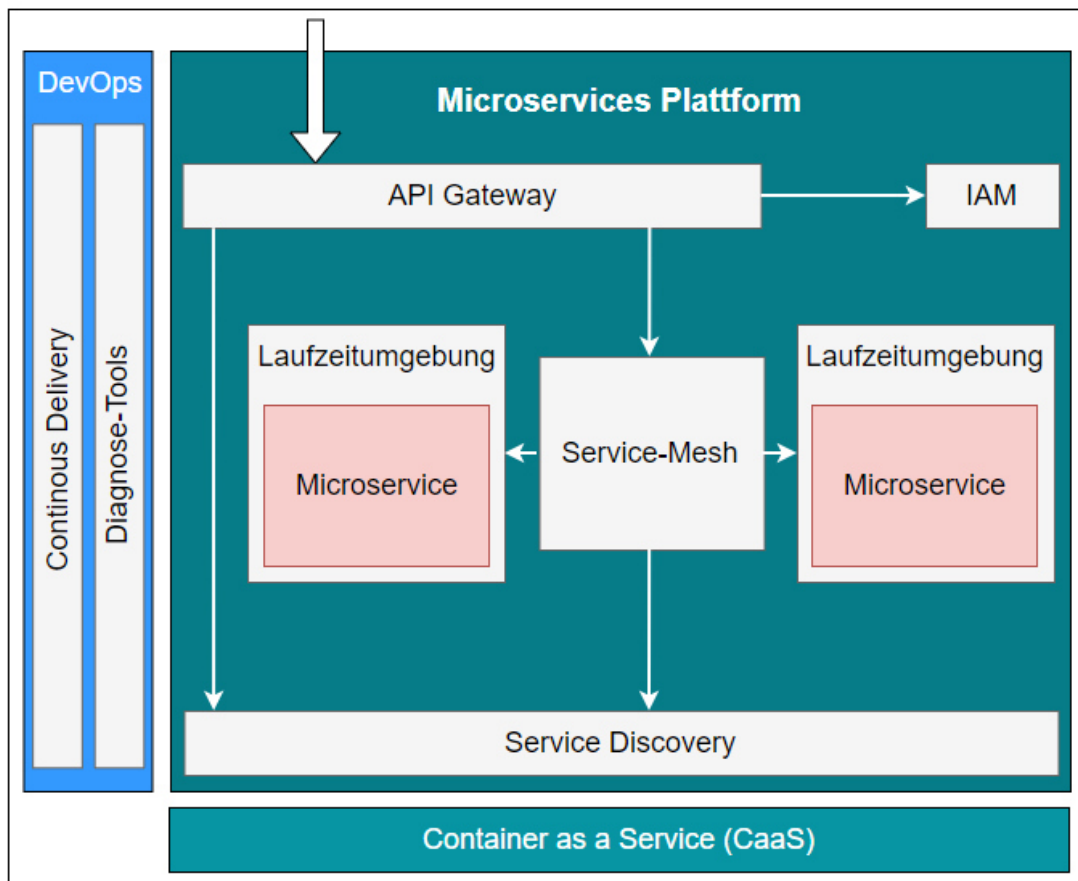 DevOps
Continous Delivery
Diagnose-Tools
Microservices Plattform
API Gateway
IAM
Laufzeitumgebung
Microservice
Service-Mesh
Laufzeitumgebung
Microservice
Service Discovery
Container as a Service (CaaS)